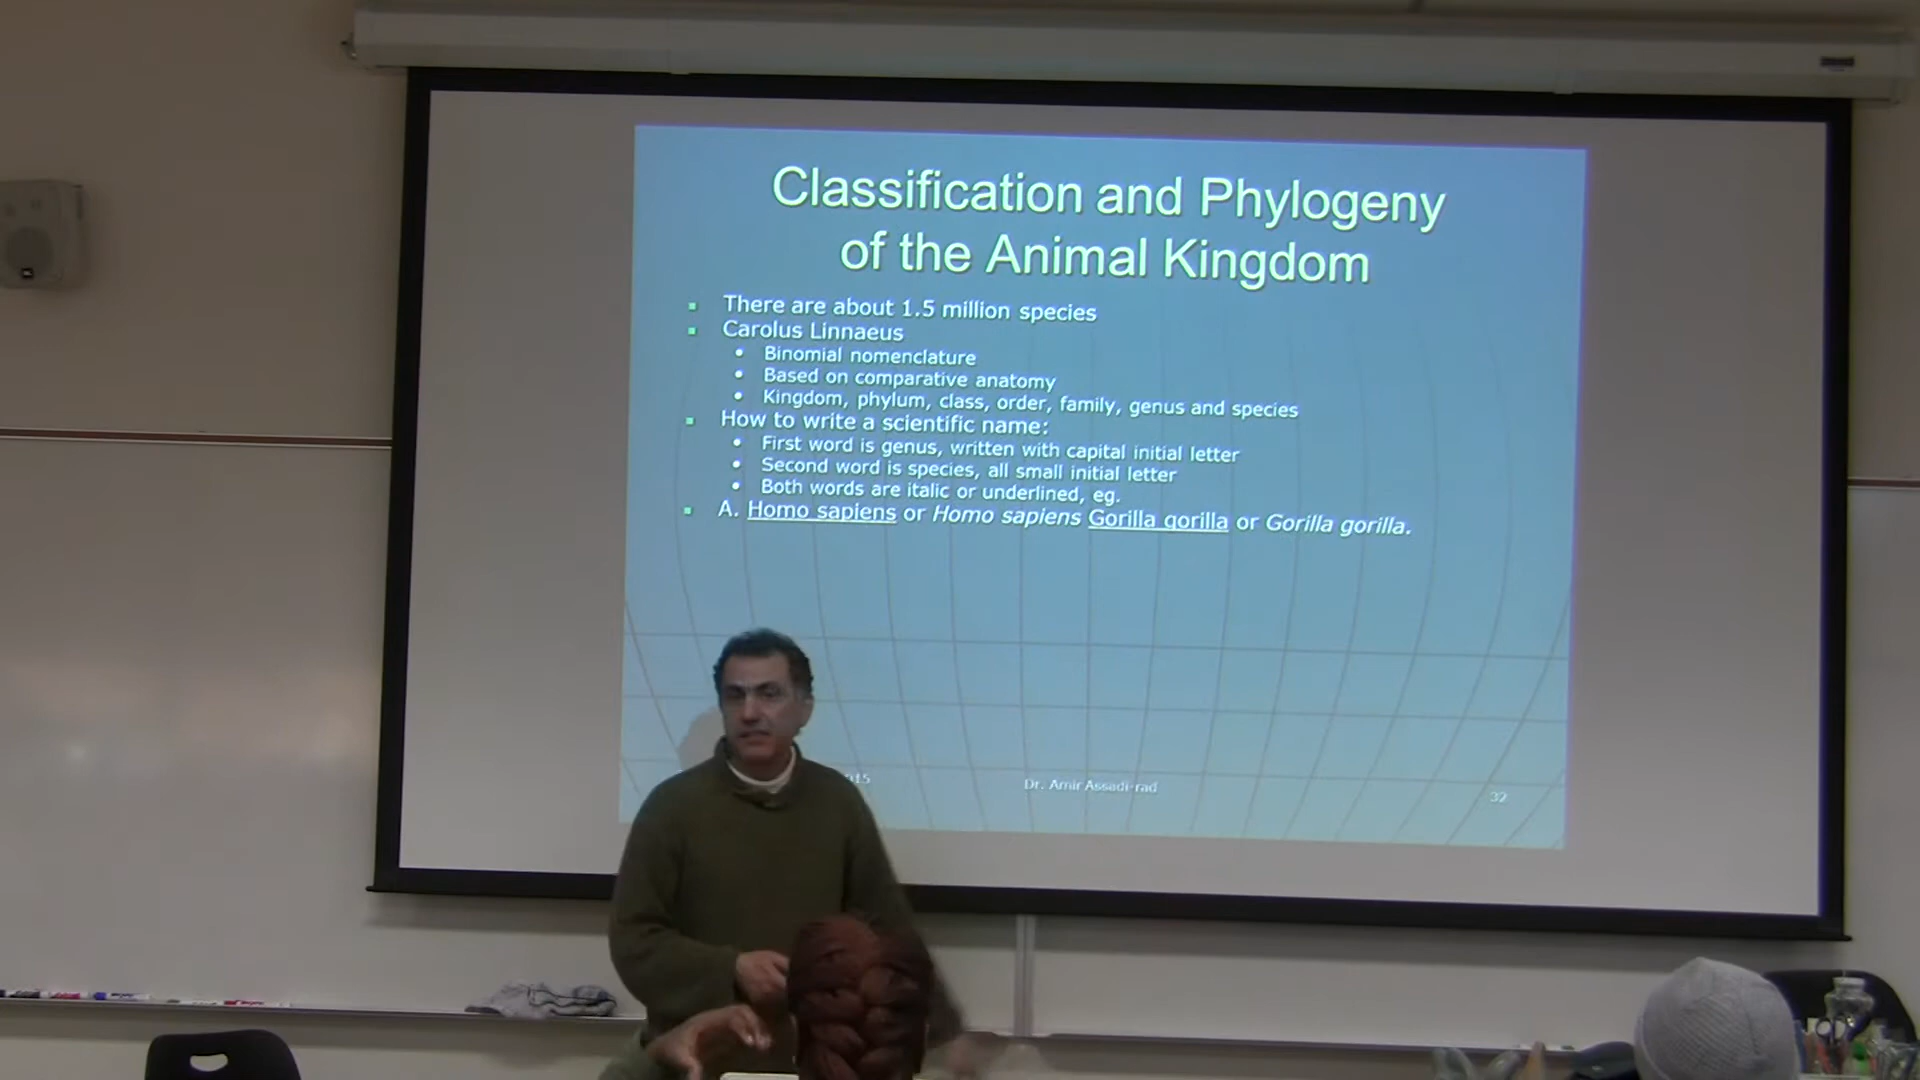 Classification and Phylogeny
of the Animal Kingdom
There are about 1.5 million species
Carolus Linnaeus
Binomial nomenclature
Based on comparative anatomy
Kingdom, phylum, class, order, family, genus and species
How to write a scientific name:
First word is genus, written with capital initial letter
Second word is species, all small initial letter
Both words are italic or underlined, eg.
A. Homo sapiens or Homo sapiens Gorilla gorilla or Gorilla gorilla.
Dr. Amir Assadi-rad
32